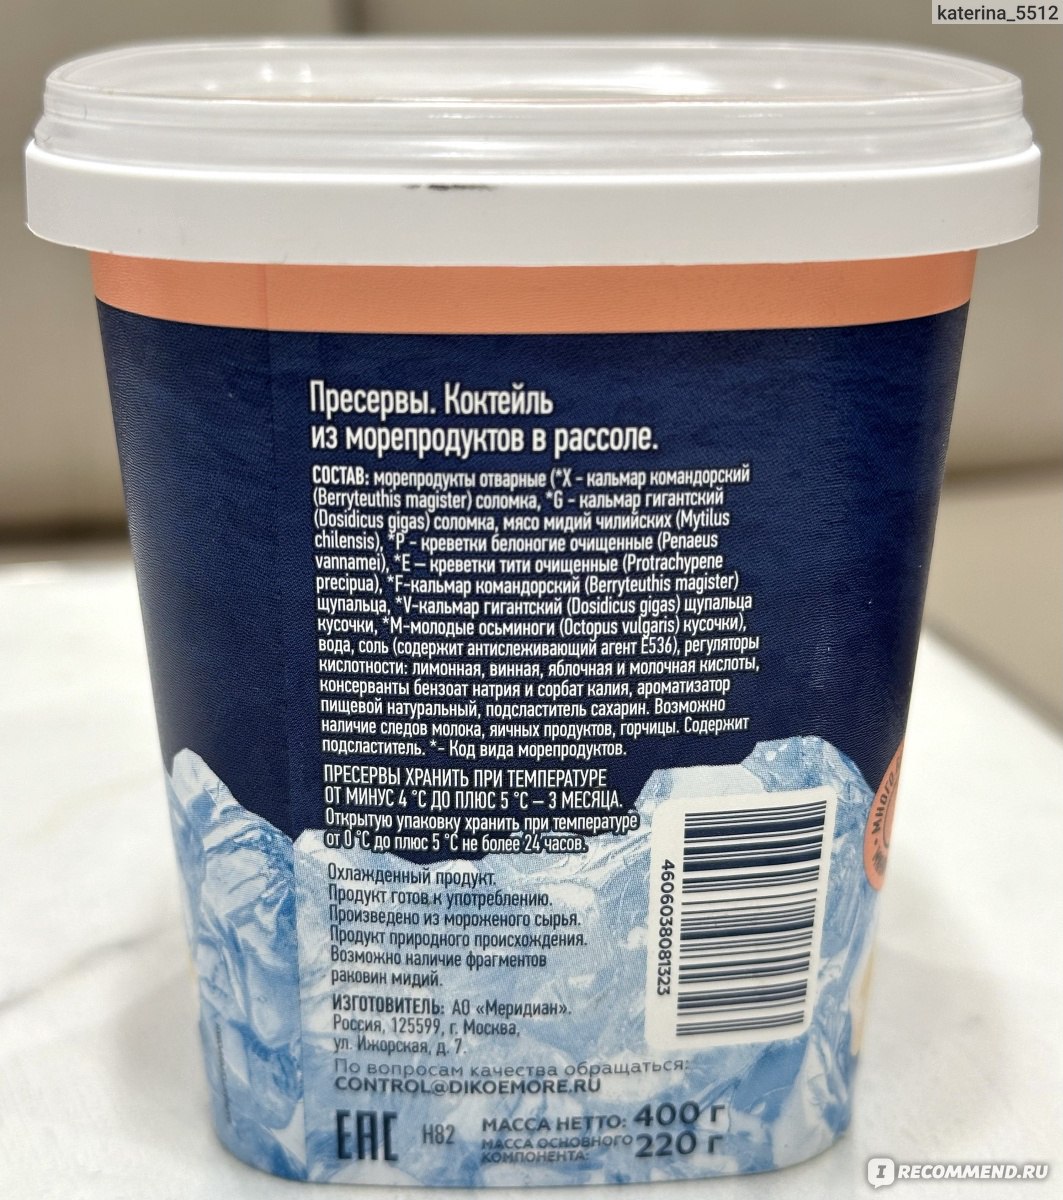 katerina_5512
Пресервы. Коктейль
из морепродуктов в рассоле.
СОСТАВ: морепродукты отварные (*X - кальмар командорский
(Berryteuthis magister) соломка, *G - кальмар гигантский
(Dosidicus gigas) соломка, мясо мидий чилийских (Mytilus
chilensis), *P - креветки белоногие очищенные (Penaeus
vannamei), *E – креветки тити очищенные (Protrachypene
precipua), *F-кальмар командорский (Berryteuthis magister)
щупальца, *V-кальмар гигантский (Dosidicus gigas) щупальца
кусочки, *M-молодые осьминоги (Octopus vulgaris) кусочки),
вода, соль (содержит антислеживающий агент E536), регуляторы
кислотности: лимонная, винная, яблочная и молочная кислоты,
консерванты бензоат натрия и сорбат калия, ароматизатор
пищевой натуральный, подсластитель сахарин. Возможно
наличие следов молока, яичных продуктов, горчицы. Содержит
подсластитель. *- Код вида морепродуктов.
ПРЕСЕРВЫ ХРАНИТЬ ПРИ ТЕМПЕРАТУРЕ
ОТ МИНУС 4 °С ДО ПЛЮС 5 °С – 3 МЕСЯЦА.
Открытую упаковку хранить при температуре
от 0 °С до плюс 5 °С не более 24 часов.
Охлажденный продукт.
Продукт готов к употреблению.
Произведено из мороженого сырья.
Продукт природного происхождения.
Возможно наличие фрагментов
раковин мидий.
4606038081323
ИЗГОТОВИТЕЛЬ: АО «Меридиан».
Россия, 125599, г. Москва,
ул. Ижорская, д. 7.
По вопросам качества обращаться:
CONTROL@DIKOEMORE.RU
EAC H82 МАССА НЕТТО: 400 г
МАССА ОСНОВНОГО
КОМПОНЕНТА: 220 г
IRECOMMEND.RU